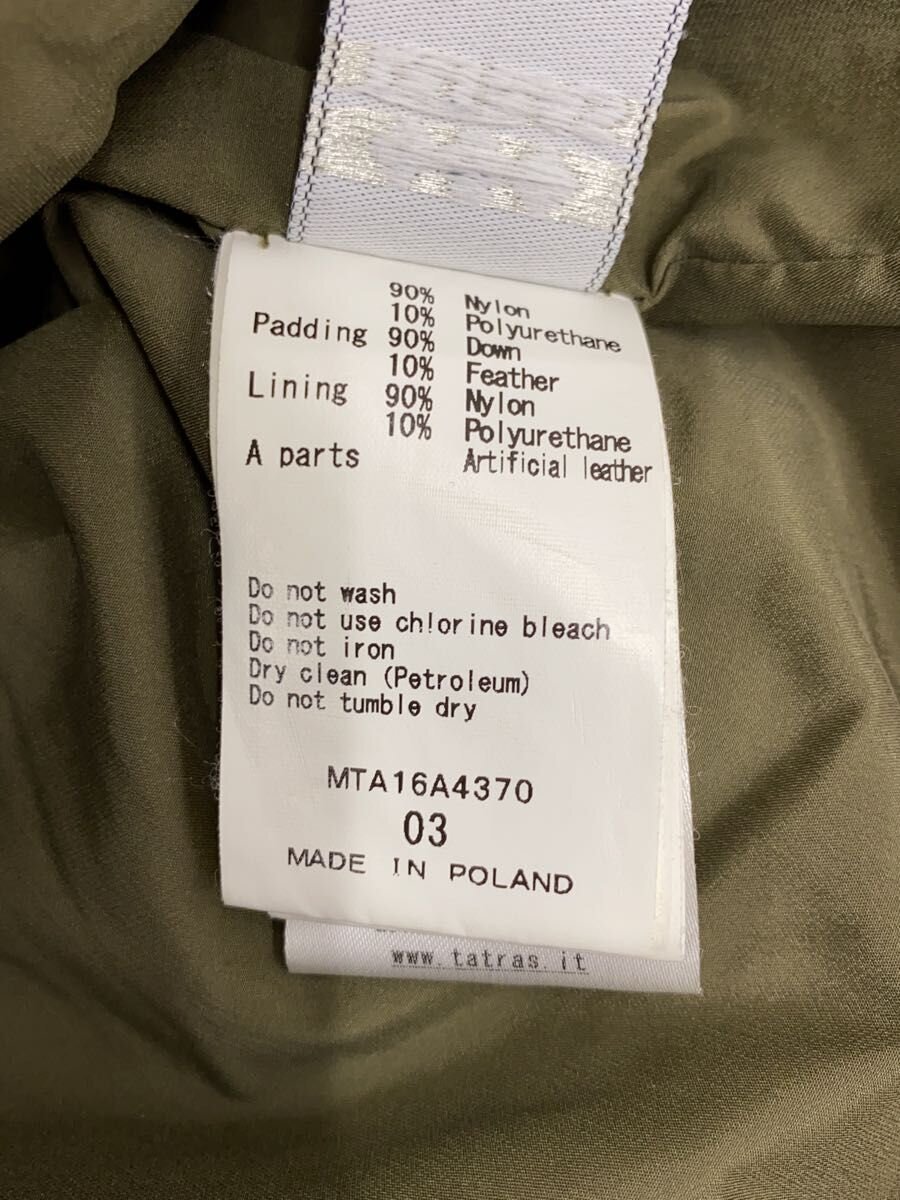 90% Nylon
10% Polyurethane
Padding 90% Down
10% Feather
Lining 90% Nylon
10% Polyurethane
A parts Artificial leather
Do not wash
Do not use chlorine bleach
Do not iron
Dry clean (Petroleum)
Do not tumble dry
MTA16A4370
03
MADE IN POLAND
www.tatras.it